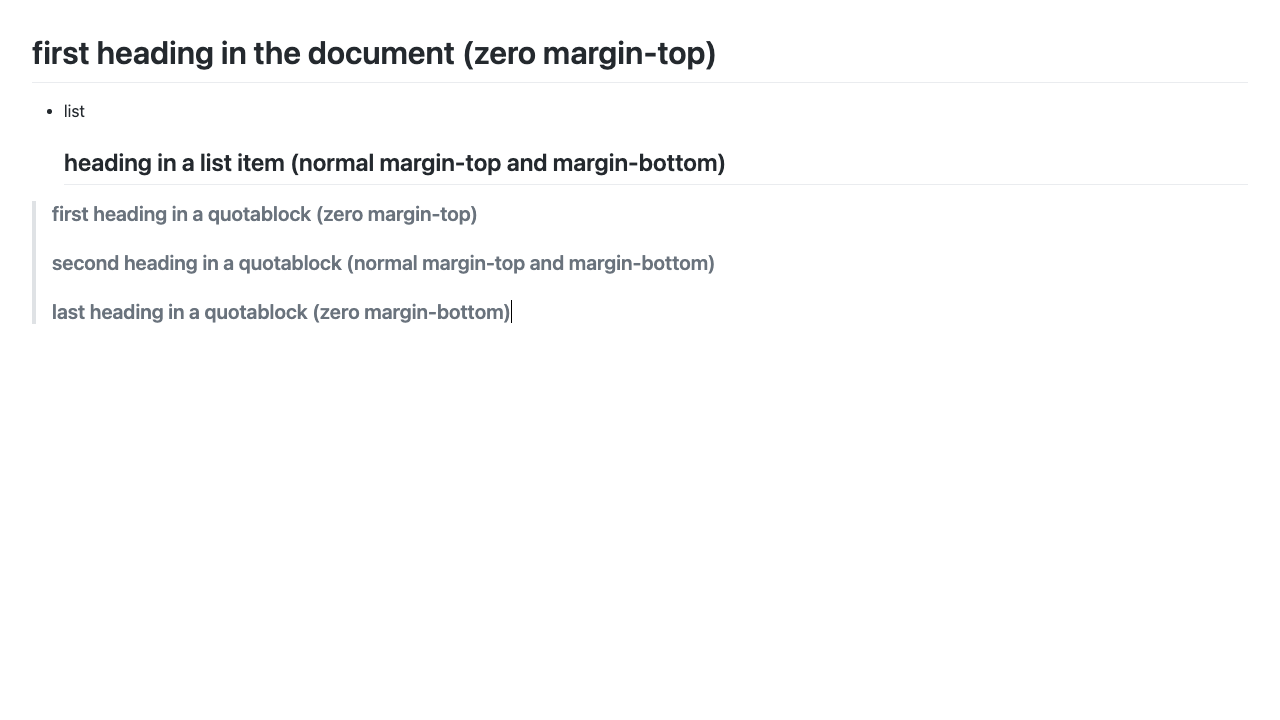 first heading in the document (zero margin-top)
list
heading in a list item (normal margin-top and margin-bottom)
first heading in a quotablock (zero margin-top)
second heading in a quotablock (normal margin-top and margin-bottom)
last heading in a quotablock (zero margin-bottom)